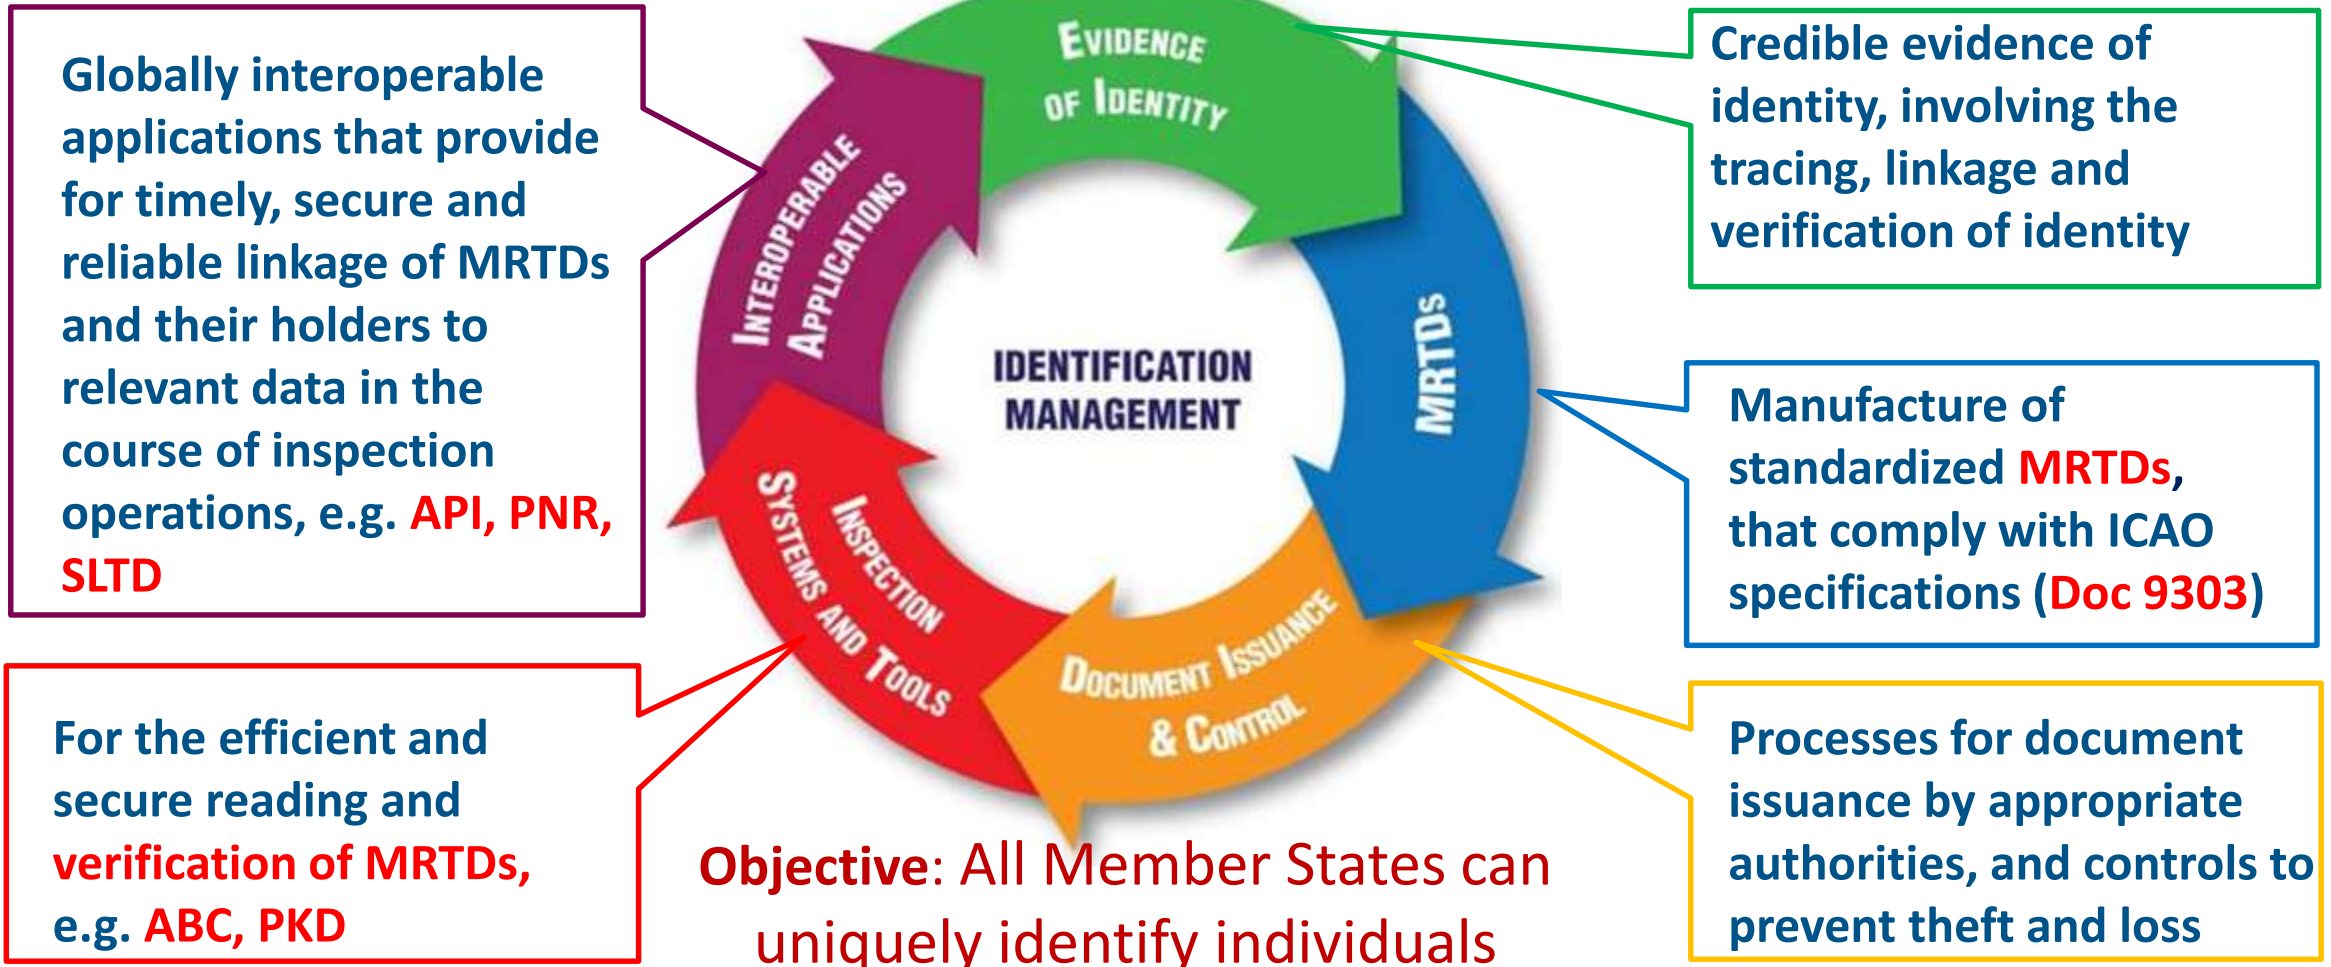 Globally interoperable
applications that provide
for timely, secure and
reliable linkage of MRTDs
and their holders to
relevant data in the
course of inspection
operations, e.g. API, PNR,
SLTD
For the efficient and
secure reading and
verification of MRTDs,
e.g. ABC, PKD
EVIDENCE
OF IDENTITY
MRTDs
DOCUMENT ISSUANCE
& CONTROL
INSPECTION
SYSTEMS AND TOOLS
INTEROPERABLE
APPLICATIONS
IDENTIFICATION
MANAGEMENT
Objective: All Member States can
uniquely identify individuals
Credible evidence of
identity, involving the
tracing, linkage and
verification of identity
Manufacture of
standardized MRTDs,
that comply with ICAO
specifications (Doc 9303)
Processes for document
issuance by appropriate
authorities, and controls to
prevent theft and loss